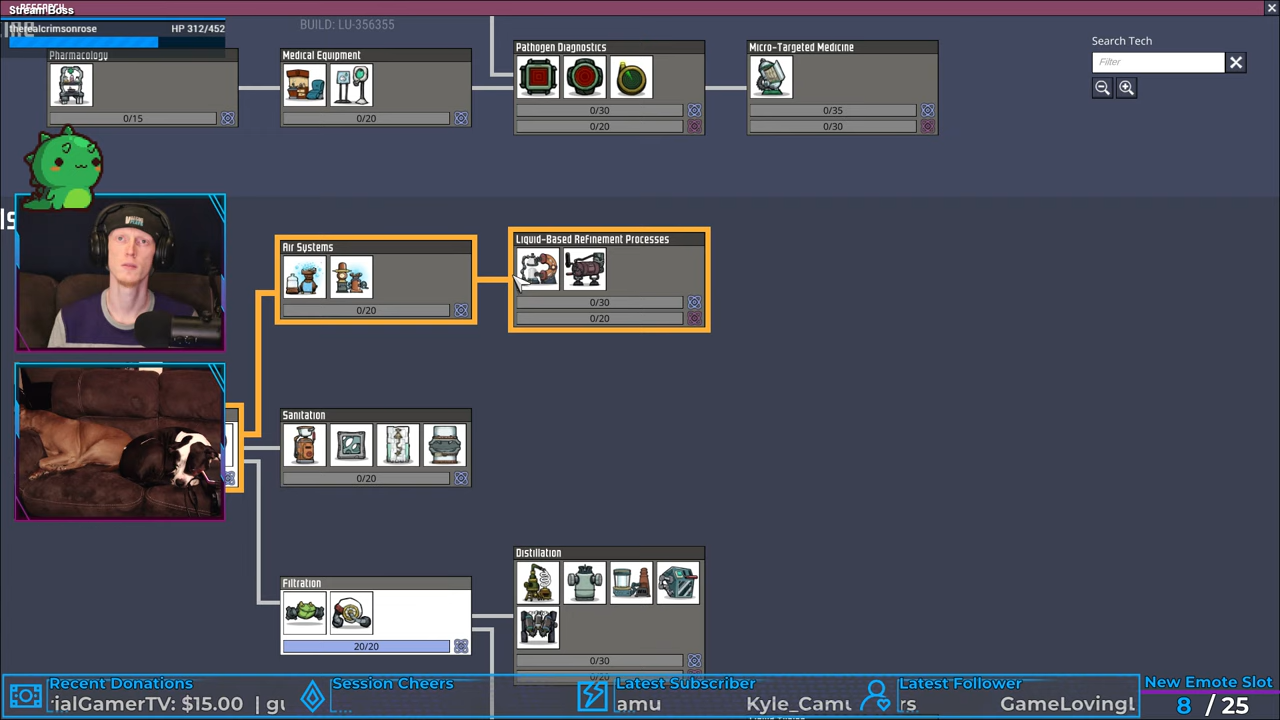 Stream Boss
therealcrimsonrose HP 312/452
BUILD: LU-356355
Pharmacology
0/15
Medical Equipment
0/20
Pathogen Diagnostics
0/30
0/20
Micro-Targeted Medicine
0/35
0/30
Search Tech
Filter
Air Systems
0/20
Liquid-Based Refinement Processes
0/30
0/20
Sanitation
0/20
Filtration
20/20
Distillation
0/30
Recent Donations
ialGamerTV: $15.00 | gu
Session Cheers
...
Latest Subscriber
amu Kyle_Camu
Latest Follower
rs GameLovingL
New Emote Slot
8 / 25